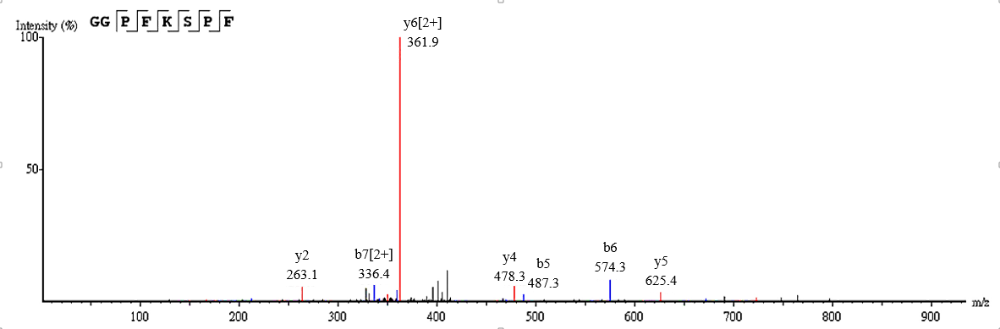 Intensity (%)
GG P F K S P F
100
50
y6[2+]
361.9
y2
263.1
b7[2+]
336.4
y4
478.3
b5
487.3
b6
574.3
y5
625.4
100 200 300 400 500 600 700 800 900 m/z